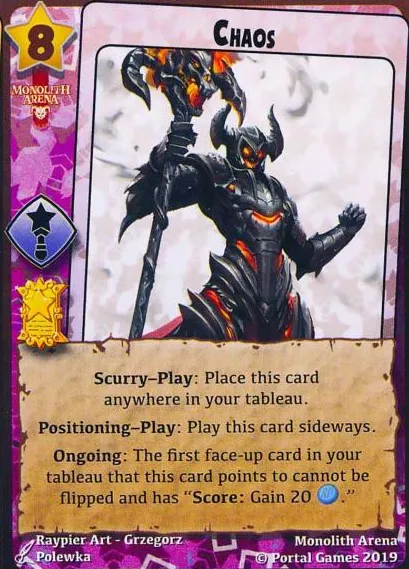 8
CHAOS
MONOLITH
ARENA
Scurry–Play: Place this card
anywhere in your tableau.
Positioning–Play: Play this card sideways.
Ongoing: The first face-up card in your
tableau that this card points to cannot be
flipped and has “Score: Gain 20 .”
Raypier Art - Grzegorz
Polewka
Monolith Arena
© Portal Games 2019